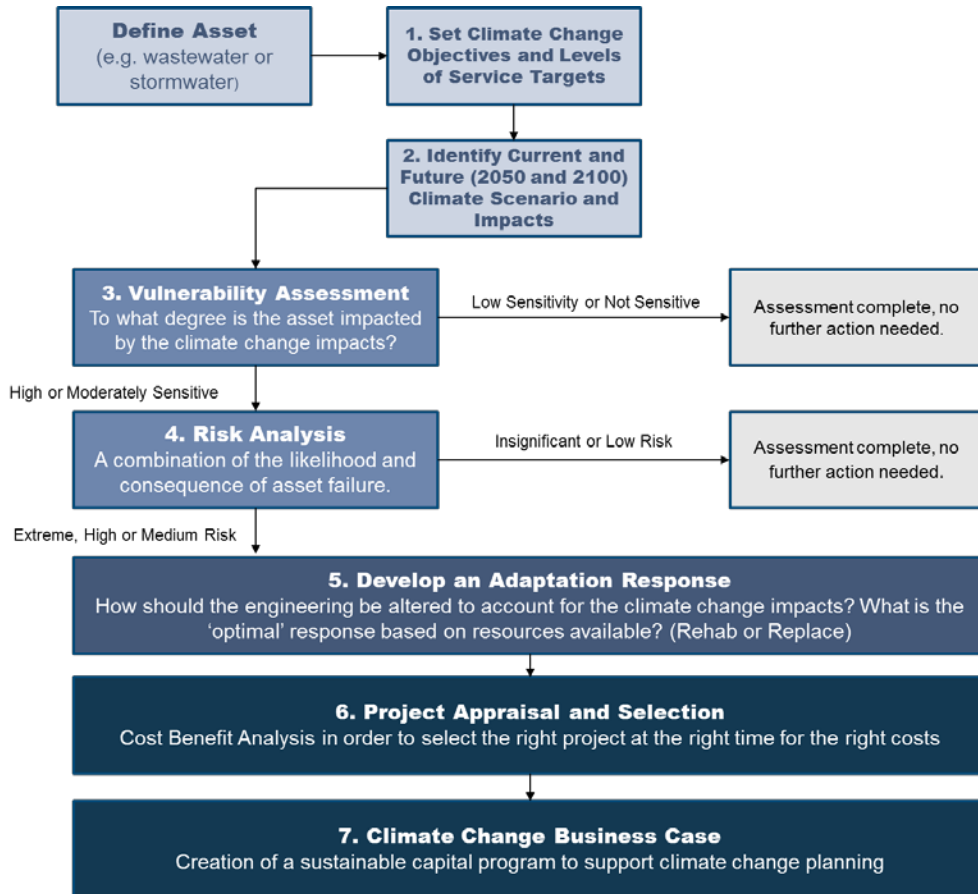 Define Asset
(e.g. wastewater or
stormwater)
1. Set Climate Change
Objectives and Levels
of Service Targets
2. Identify Current and
Future (2050 and 2100)
Climate Scenario and
Impacts
3. Vulnerability Assessment
To what degree is the asset impacted
by the climate change impacts?
Low Sensitivity or Not Sensitive
Assessment complete, no
further action needed.
High or Moderately Sensitive
4. Risk Analysis
A combination of the likelihood and
consequence of asset failure.
Insignificant or Low Risk
Assessment complete, no
further action needed.
Extreme, High or Medium Risk
5. Develop an Adaptation Response
How should the engineering be altered to account for the climate change impacts? What is the
‘optimal’ response based on resources available? (Rehab or Replace)
6. Project Appraisal and Selection
Cost Benefit Analysis in order to select the right project at the right time for the right costs
7. Climate Change Business Case
Creation of a sustainable capital program to support climate change planning